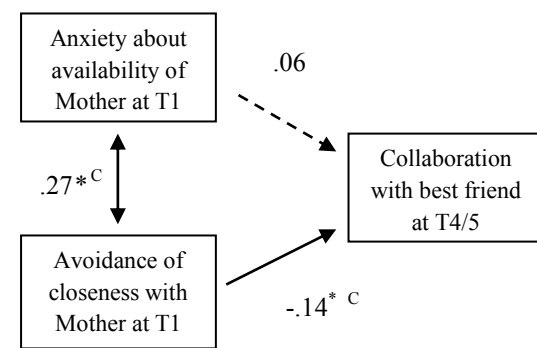 Anxiety about
availability of
Mother at T1
.06
.27* C
Collaboration
with best friend
at T4/5
Avoidance of
closeness with
Mother at T1
-.14* C